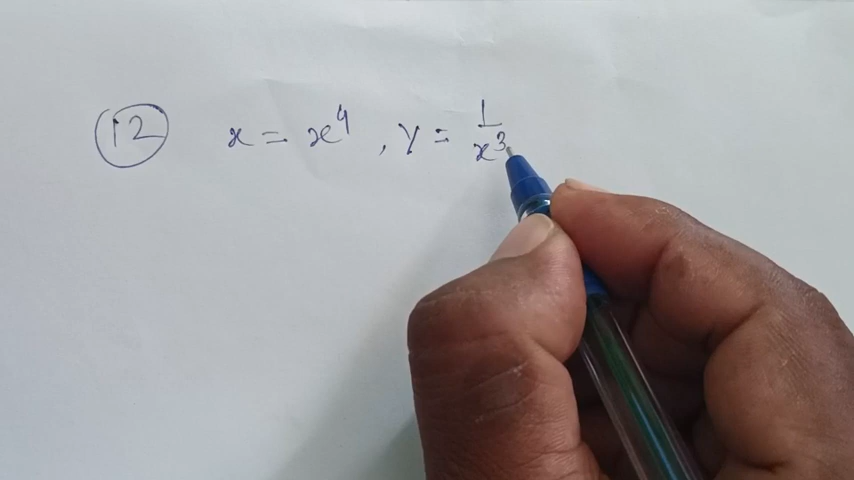 12 x = x⁴, y = 1/x³